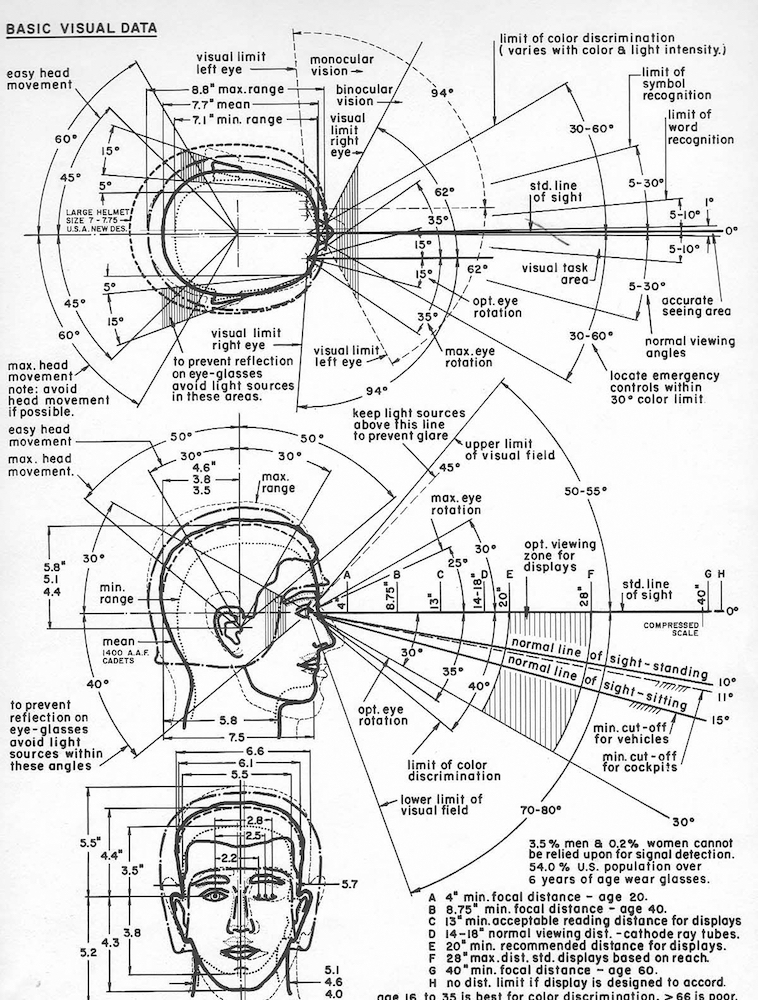 BASIC VISUAL DATA
limit of color discrimination
(varies with color & light intensity.)
visual limit
left eye
monocular
vision
easy head
movement
limit of
symbol
recognition
8.8" max.range
binocular
vision
94°
7.7" mean
limit of
word
recognition
7.1" min. range
visual
limit
right
eye
60°
30-60°
15°
45°
5°
62°
std. line
of sight
5-30°
1°
LARGE HELMET
SIZE 7 - 7.75
U.S.A. NEW DES.
35°
5-10°
15°
0°
5-10°
15°
62°
visual task
area
5°
45°
15°
60°
opt. eye
rotation
5-30°
accurate
seeing area
35°
30-60°
normal viewing
angles
visual limit
right eye
visual limit
left eye
max.eye
rotation
max. head
movement
note: avoid
head movement
if possible.
to prevent reflection
on eye-glasses
avoid light sources
in these areas.
94°
locate emergency
controls within
30° color limit
easy head
movement
keep light sources
above this line
to prevent glare
50°
50°
upper limit
of visual field
max. head
movement.
30°
30°
4.6"
3.8
3.5
45°
max.
range
max. eye
rotation
50-55°
30°
30°
25°
opt. viewing
zone for
displays
5.8"
5.1
4.4
min.
range
A
B
C
D
E
F
G H
4"
8.75"
13"
14-18"
20"
28"
40"
std. line
of sight
0°
COMPRESSED
SCALE
mean
1400 A.A.F.
CADETS
30°
35°
40°
normal line of sight-standing
10°
normal line of sight-sitting
11°
15°
40°
opt. eye
rotation
to prevent
reflection on
eye-glasses
avoid light
sources within
these angles
5.8
7.5
min. cut-off
for vehicles
min. cut-off
for cockpits
limit of color
discrimination
lower limit of
visual field
6.6
6.1
5.5
70-80°
30°
2.8
2.5
2.2
5.5"
4.4"
3.5"
5.7
5.2
4.3
3.8
5.1
4.6
4.0
3.5% men & 0.2% women cannot
be relied upon for signal detection.
54.0 % U.S. population over
6 years of age wear glasses.
A 4" min. focal distance - age 20.
B 8.75" min. focal distance - age 40.
C 13" min. acceptable reading distance for displays
D 14-18" normal viewing dist. - cathode ray tubes.
E 20" min. recommended distance for displays.
F 28" max. dist. std. displays based on reach.
G 40" min. focal distance - age 60.
H no dist. limit if display is designed to accord.
age 16 to 35 is best for color discrimination, > 66 is poor.